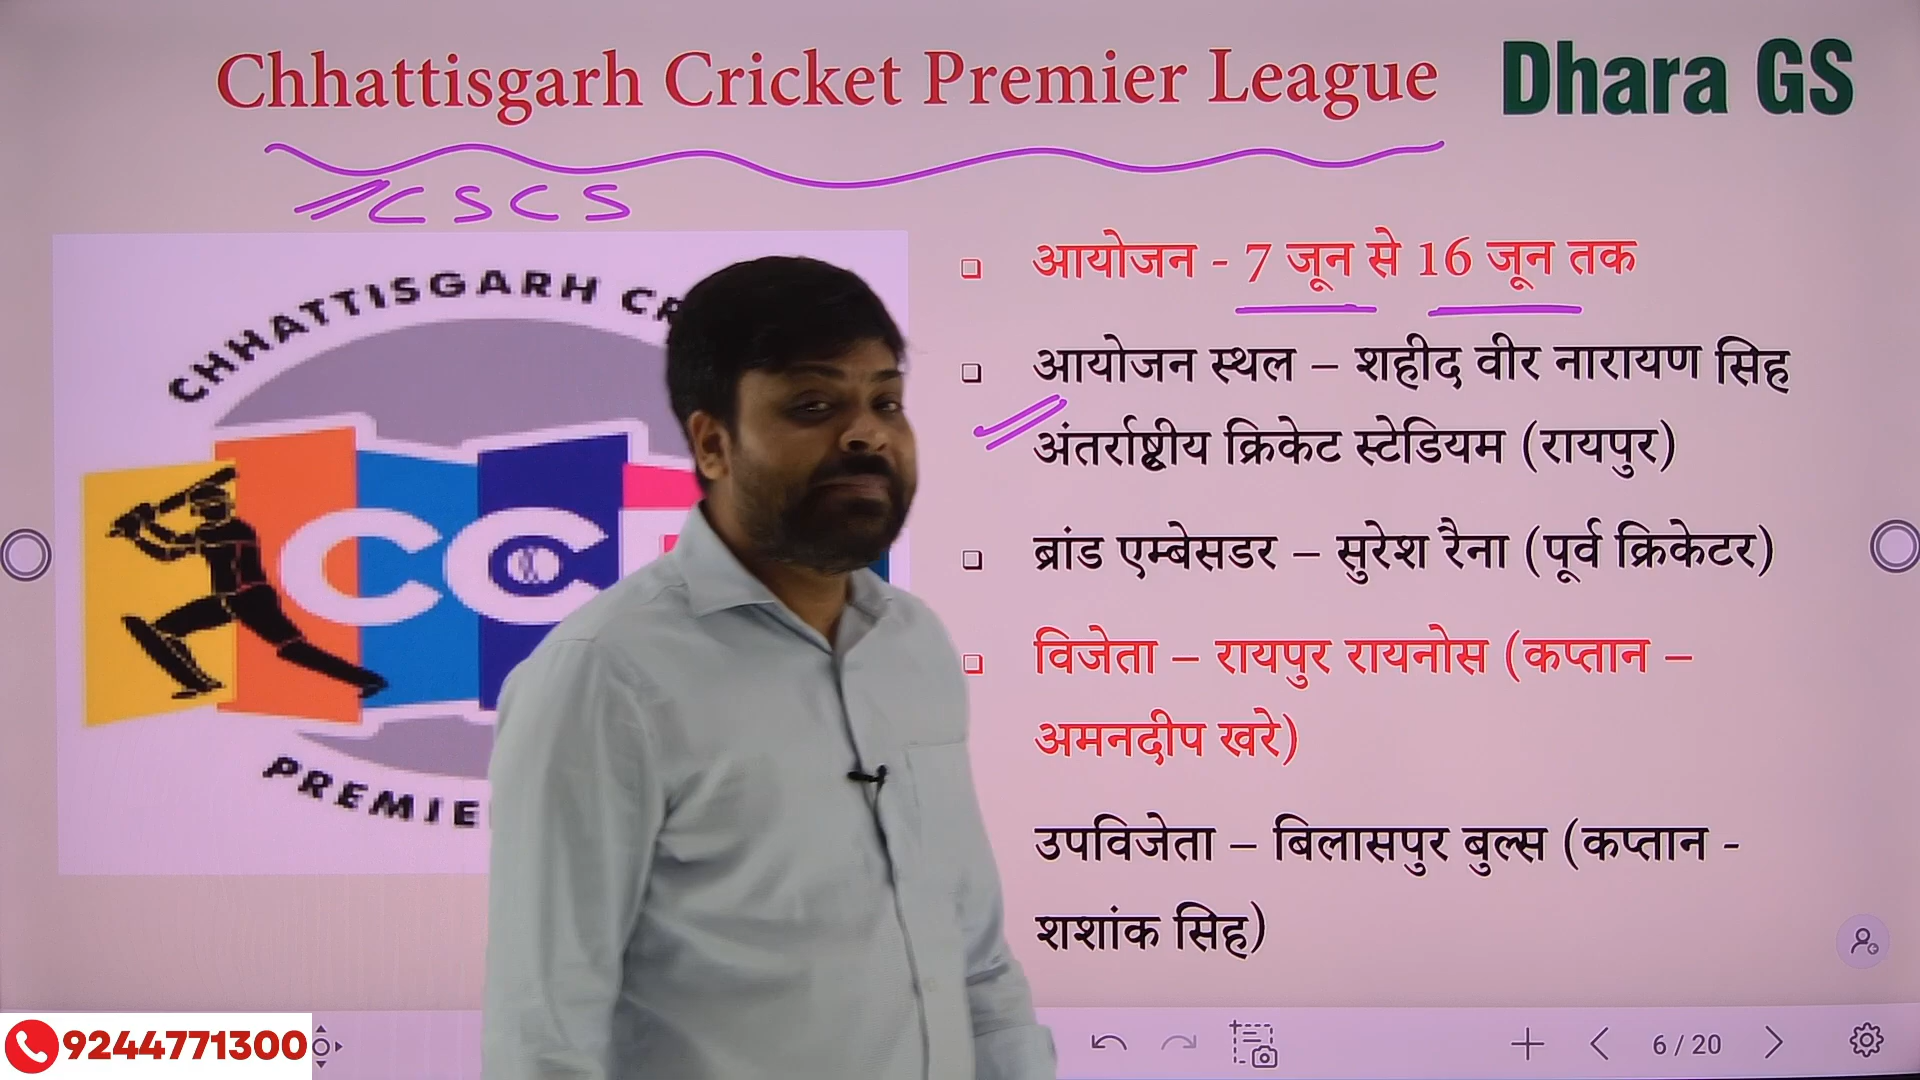 Chhattisgarh Cricket Premier League
Dhara GS
CSCS
CHHATTISGARH
CC
PREMIE
आयोजन - 7 जून से 16 जून तक
आयोजन स्थल – शहीद वीर नारायण सिंह
अंतर्राष्ट्रीय क्रिकेट स्टेडियम (रायपुर)
ब्रांड एम्बेसडर – सुरेश रैना (पूर्व क्रिकेटर)
विजेता – रायपुर रायनोस (कप्तान –
अमनदीप खरे)
उपविजेता – बिलासपुर बुल्स (कप्तान -
शशांक सिंह)
9244771300
6 / 20